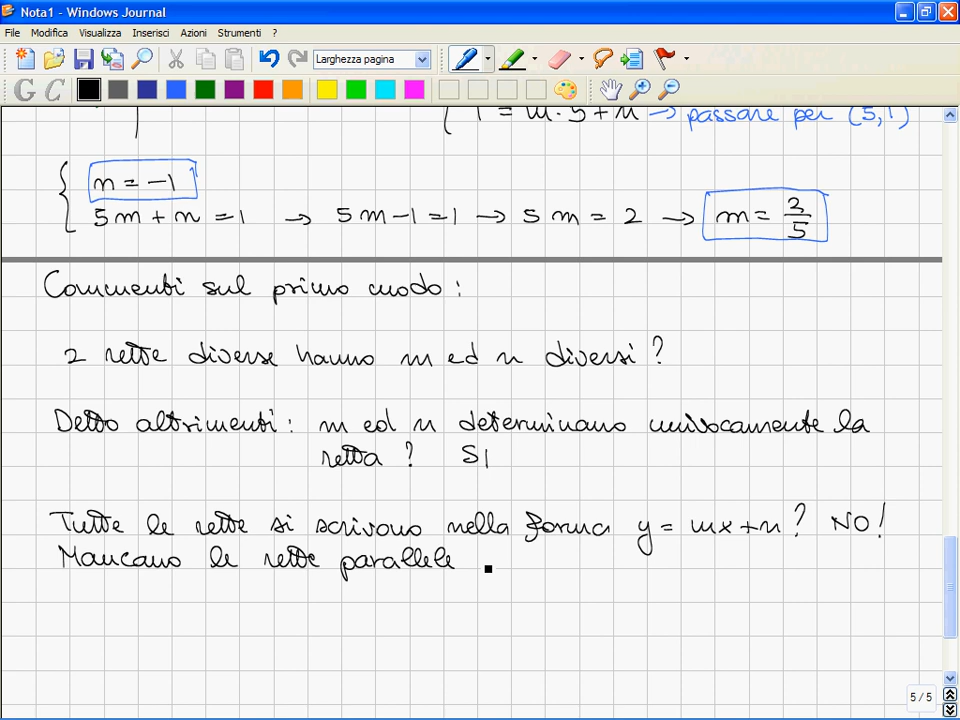 Nota1 - Windows Journal
File Modifica Visualizza Inserisci Azioni Strumenti ?
Larghezza pagina
G C
1 = m·5+n → passare per (5,1)
n = -1
5m + n = 1 → 5m-1=1 → 5m = 2 → m = 2/5
Commenti sul primo modo:
2 rette diverse hanno m ed n diversi?
Detto altrimenti: m ed n determinano univocamente la
retta? SI
Tutte le rette si scrivono nella forma y = mx+n? NO!
Mancano le rette parallele
5 / 5